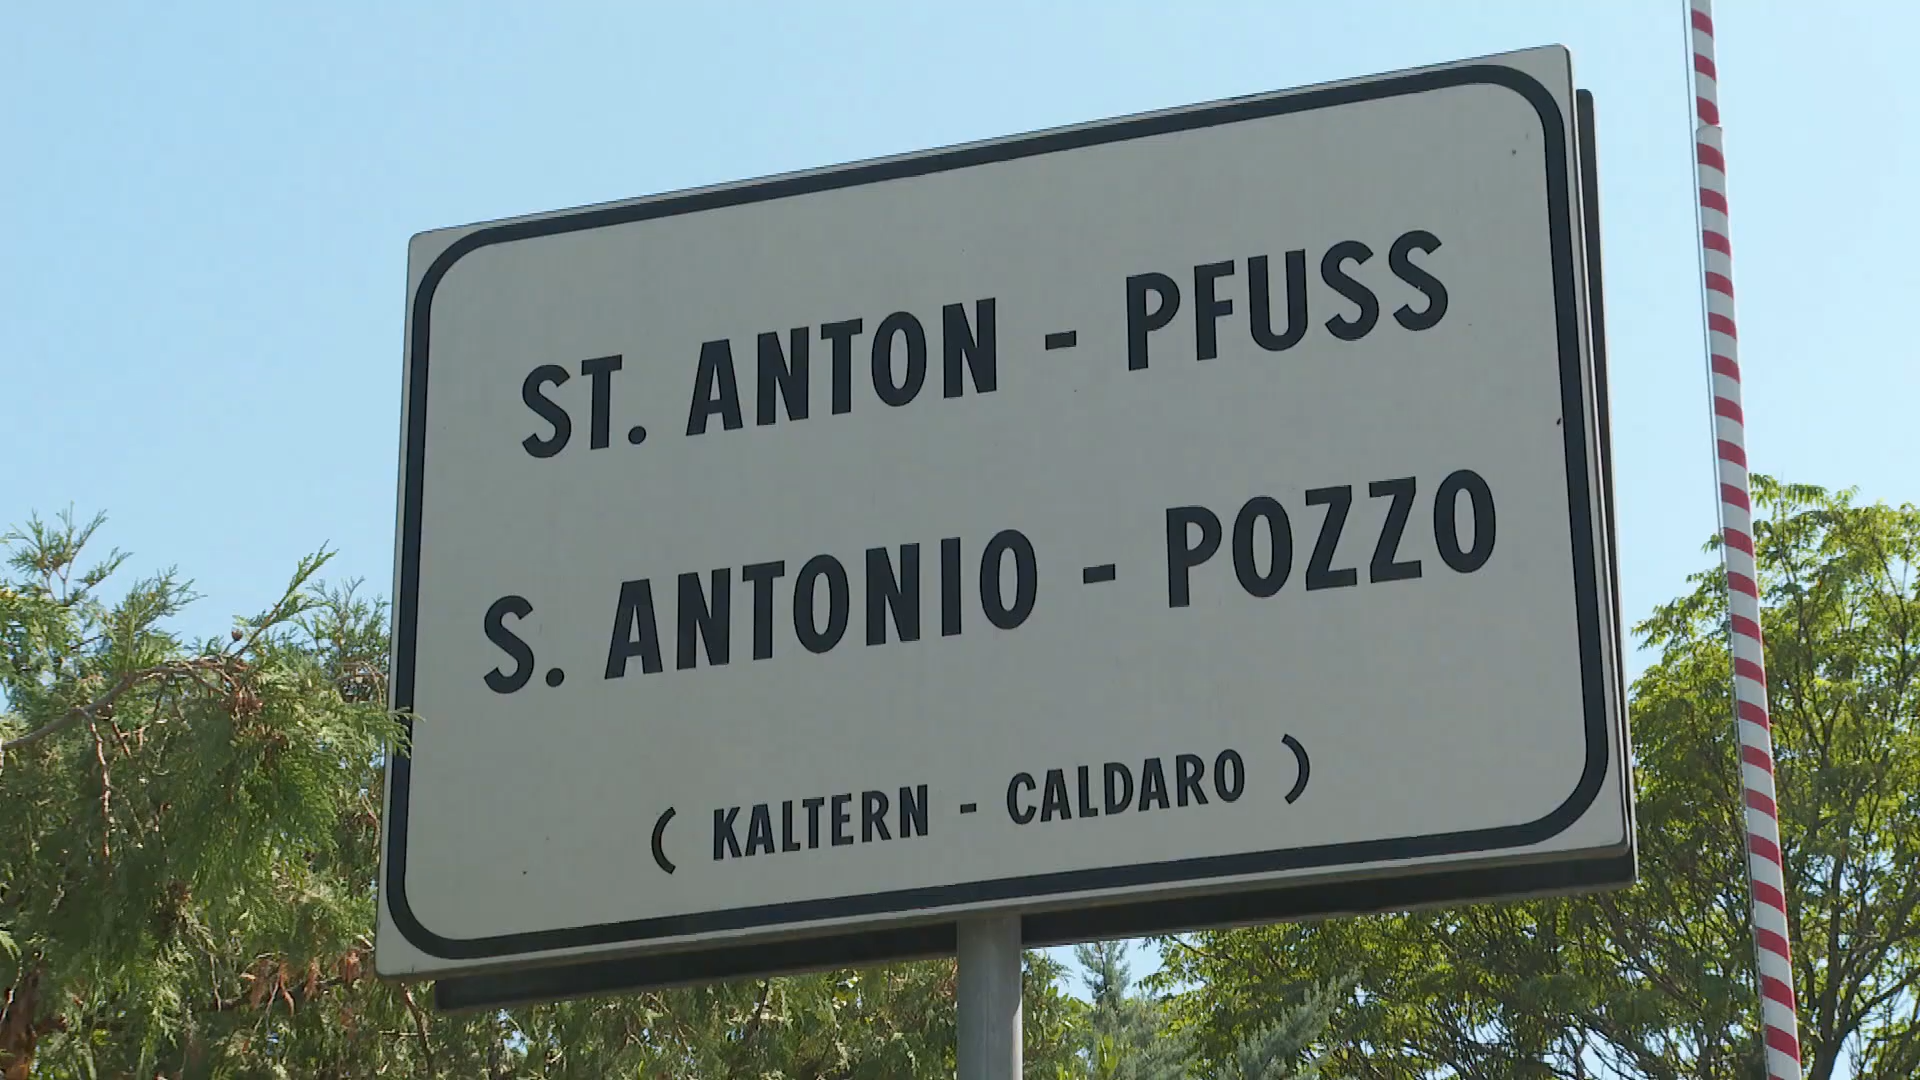 ST. ANTON - PFUSS
S. ANTONIO - POZZO
( KALTERN - CALDARO )